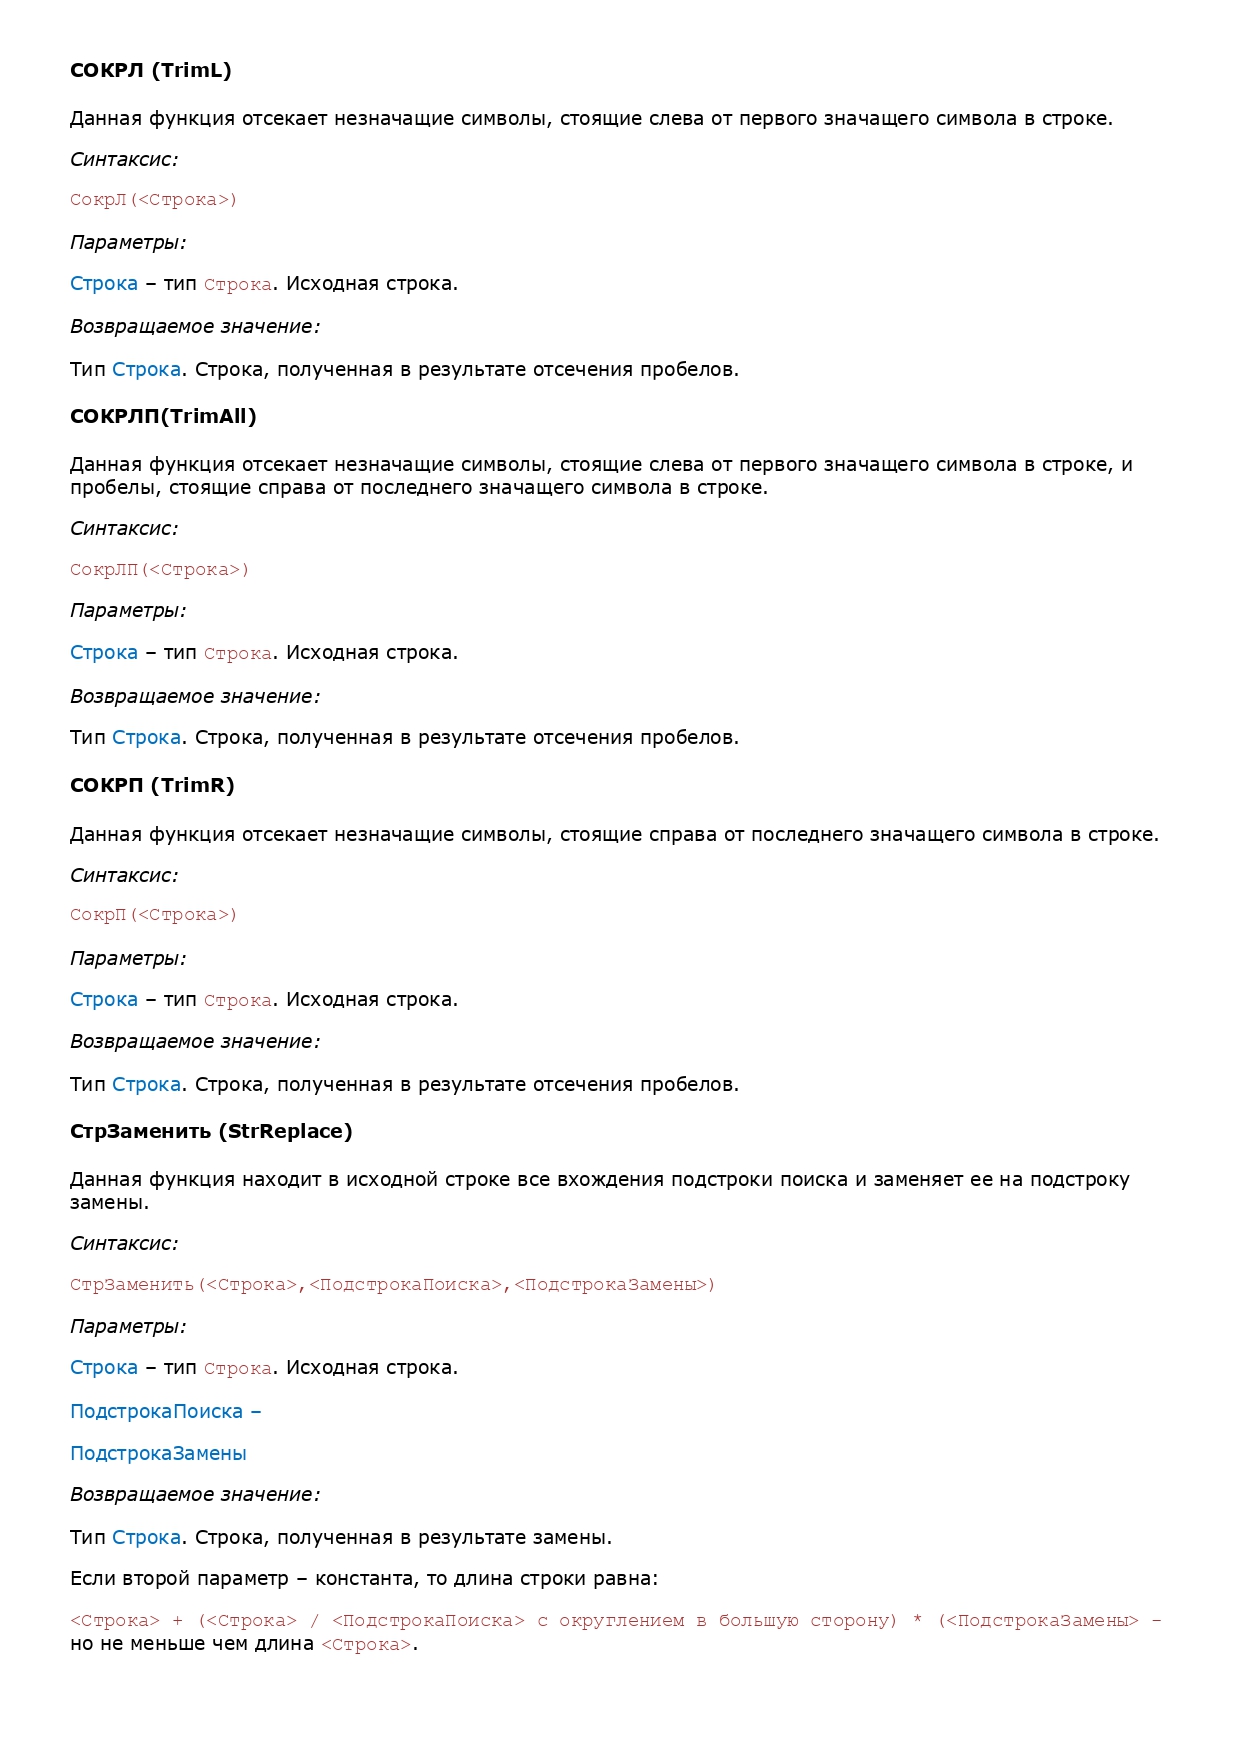 СОКРЛ (TrimL)
Данная функция отсекает незначащие символы, стоящие слева от первого значащего символа в строке.
Синтаксис:
СокрЛ(<Строка>)
Параметры:
Строка – тип Строка. Исходная строка.
Возвращаемое значение:
Тип Строка. Строка, полученная в результате отсечения пробелов.
СОКРЛП(TrimAll)
Данная функция отсекает незначащие символы, стоящие слева от первого значащего символа в строке, и
пробелы, стоящие справа от последнего значащего символа в строке.
Синтаксис:
СокрЛП(<Строка>)
Параметры:
Строка – тип Строка. Исходная строка.
Возвращаемое значение:
Тип Строка. Строка, полученная в результате отсечения пробелов.
СОКРП (TrimR)
Данная функция отсекает незначащие символы, стоящие справа от последнего значащего символа в строке.
Синтаксис:
СокрП(<Строка>)
Параметры:
Строка – тип Строка. Исходная строка.
Возвращаемое значение:
Тип Строка. Строка, полученная в результате отсечения пробелов.
СтрЗаменить (StrReplace)
Данная функция находит в исходной строке все вхождения подстроки поиска и заменяет ее на подстроку
замены.
Синтаксис:
СтрЗаменить(<Строка>,<ПодстрокаПоиска>,<ПодстрокаЗамены>)
Параметры:
Строка – тип Строка. Исходная строка.
ПодстрокаПоиска –
ПодстрокаЗамены
Возвращаемое значение:
Тип Строка. Строка, полученная в результате замены.
Если второй параметр – константа, то длина строки равна:
<Строка> + (<Строка> / <ПодстрокаПоиска> с округлением в большую сторону) * (<ПодстрокаЗамены> –
но не меньше чем длина <Строка>.